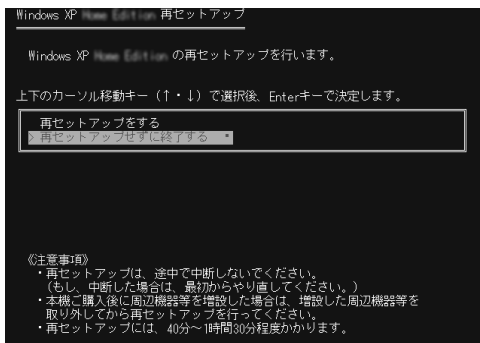 Windows XP Home Edition 再セットアップ
Windows XP Home Edition の再セットアップを行います。
上下のカーソル移動キー(↑・↓)で選択後、Enterキーで決定します。
再セットアップをする
> 再セットアップせずに終了する *
《注意事項》
・再セットアップは、途中で中断しないでください。
(もし、中断した場合は、最初からやり直してください。)
・本機ご購入後に周辺機器等を増設した場合は、増設した周辺機器等を
取り外してから再セットアップを行ってください。
・再セットアップには、40分～1時間30分程度かかります。